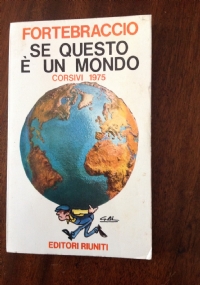 FORTEBRACCIO
SE QUESTO
È UN MONDO
CORSIVI 1975
EDITORI RIUNITI